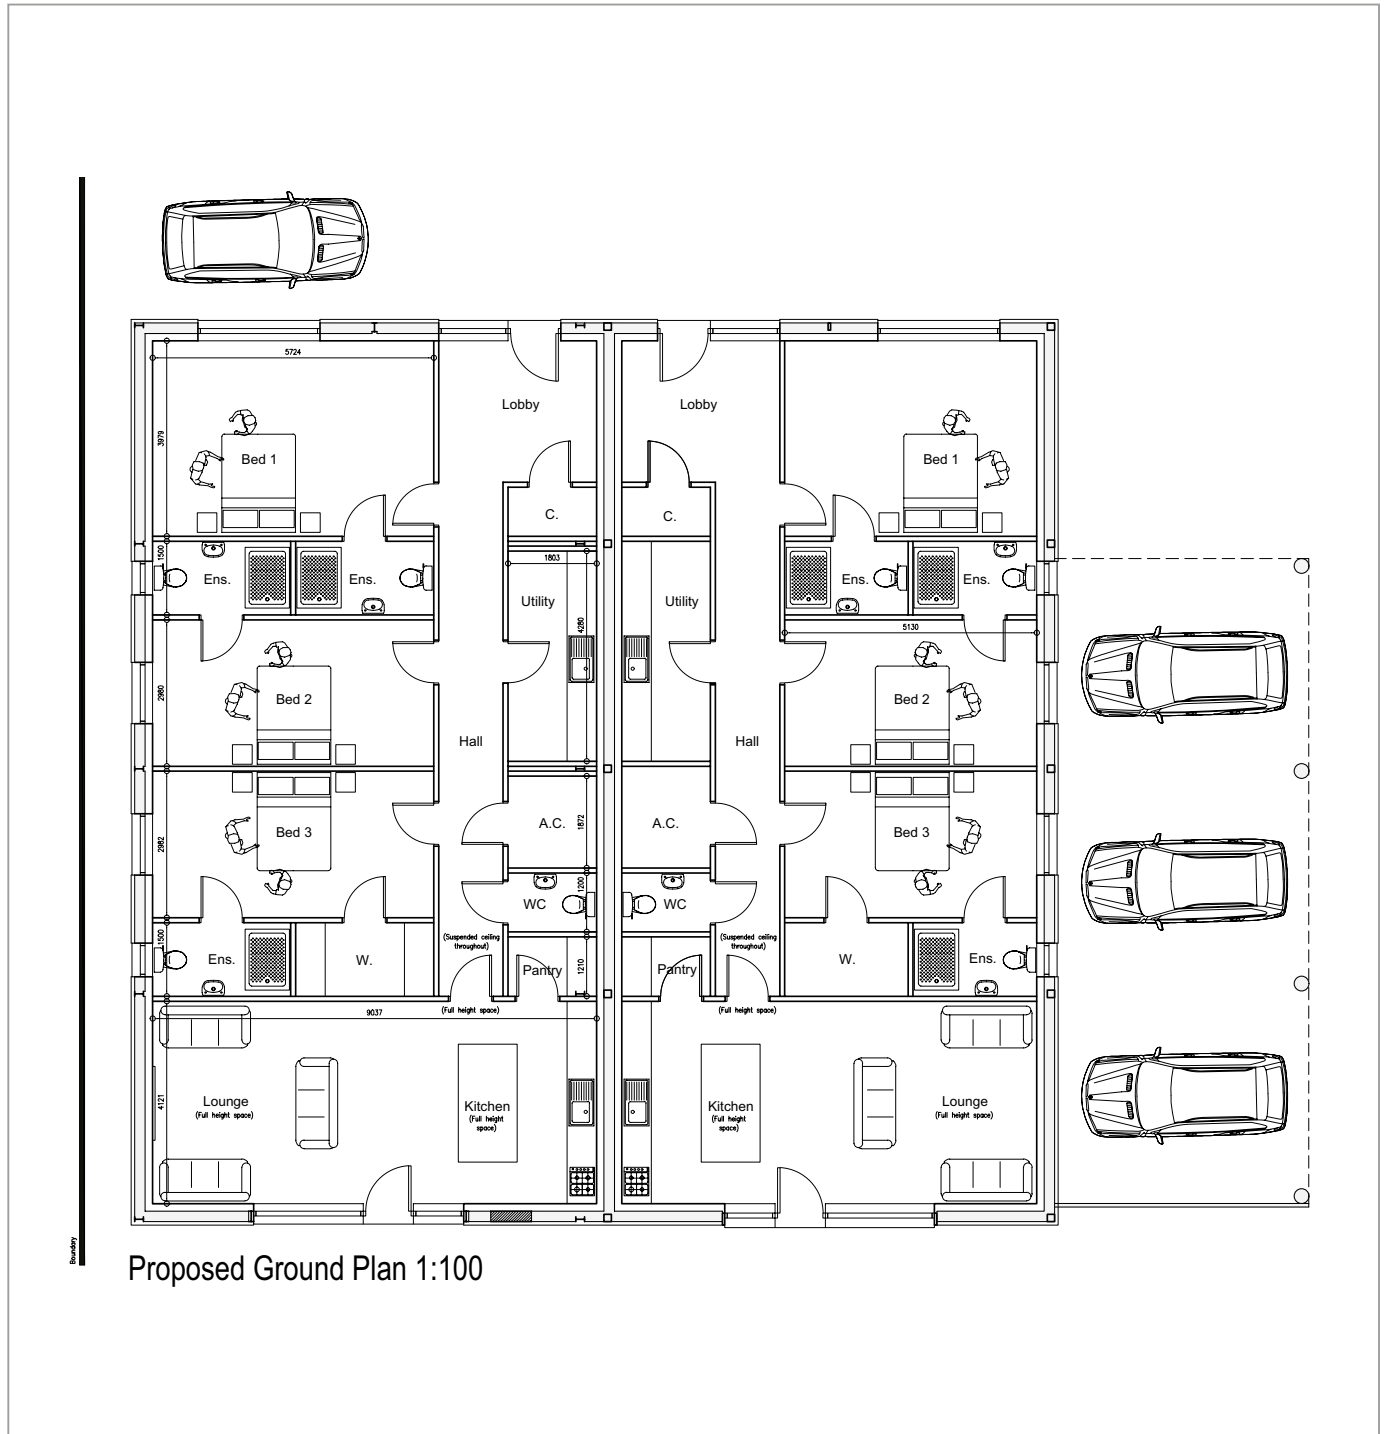 5724
Lobby
Lobby
3979
Bed 1
Bed 1
C.
C.
1500
1803
Ens.
Ens.
Ens.
Ens.
Utility
Utility
4280
5130
2980
Bed 2
Bed 2
Hall
Hall
2982
Bed 3
A.C.
1872
A.C.
Bed 3
1200
WC
WC
1500
(Suspended ceiling
throughout)
(Suspended ceiling
throughout)
Ens.
W.
Pantry
1210
Pantry
W.
Ens.
9037
(Full height space)
(Full height space)
4121
Lounge
(Full height space)
Kitchen
(Full height
space)
Kitchen
(Full height
space)
Lounge
(Full height space)
Boundary
Proposed Ground Plan 1:100